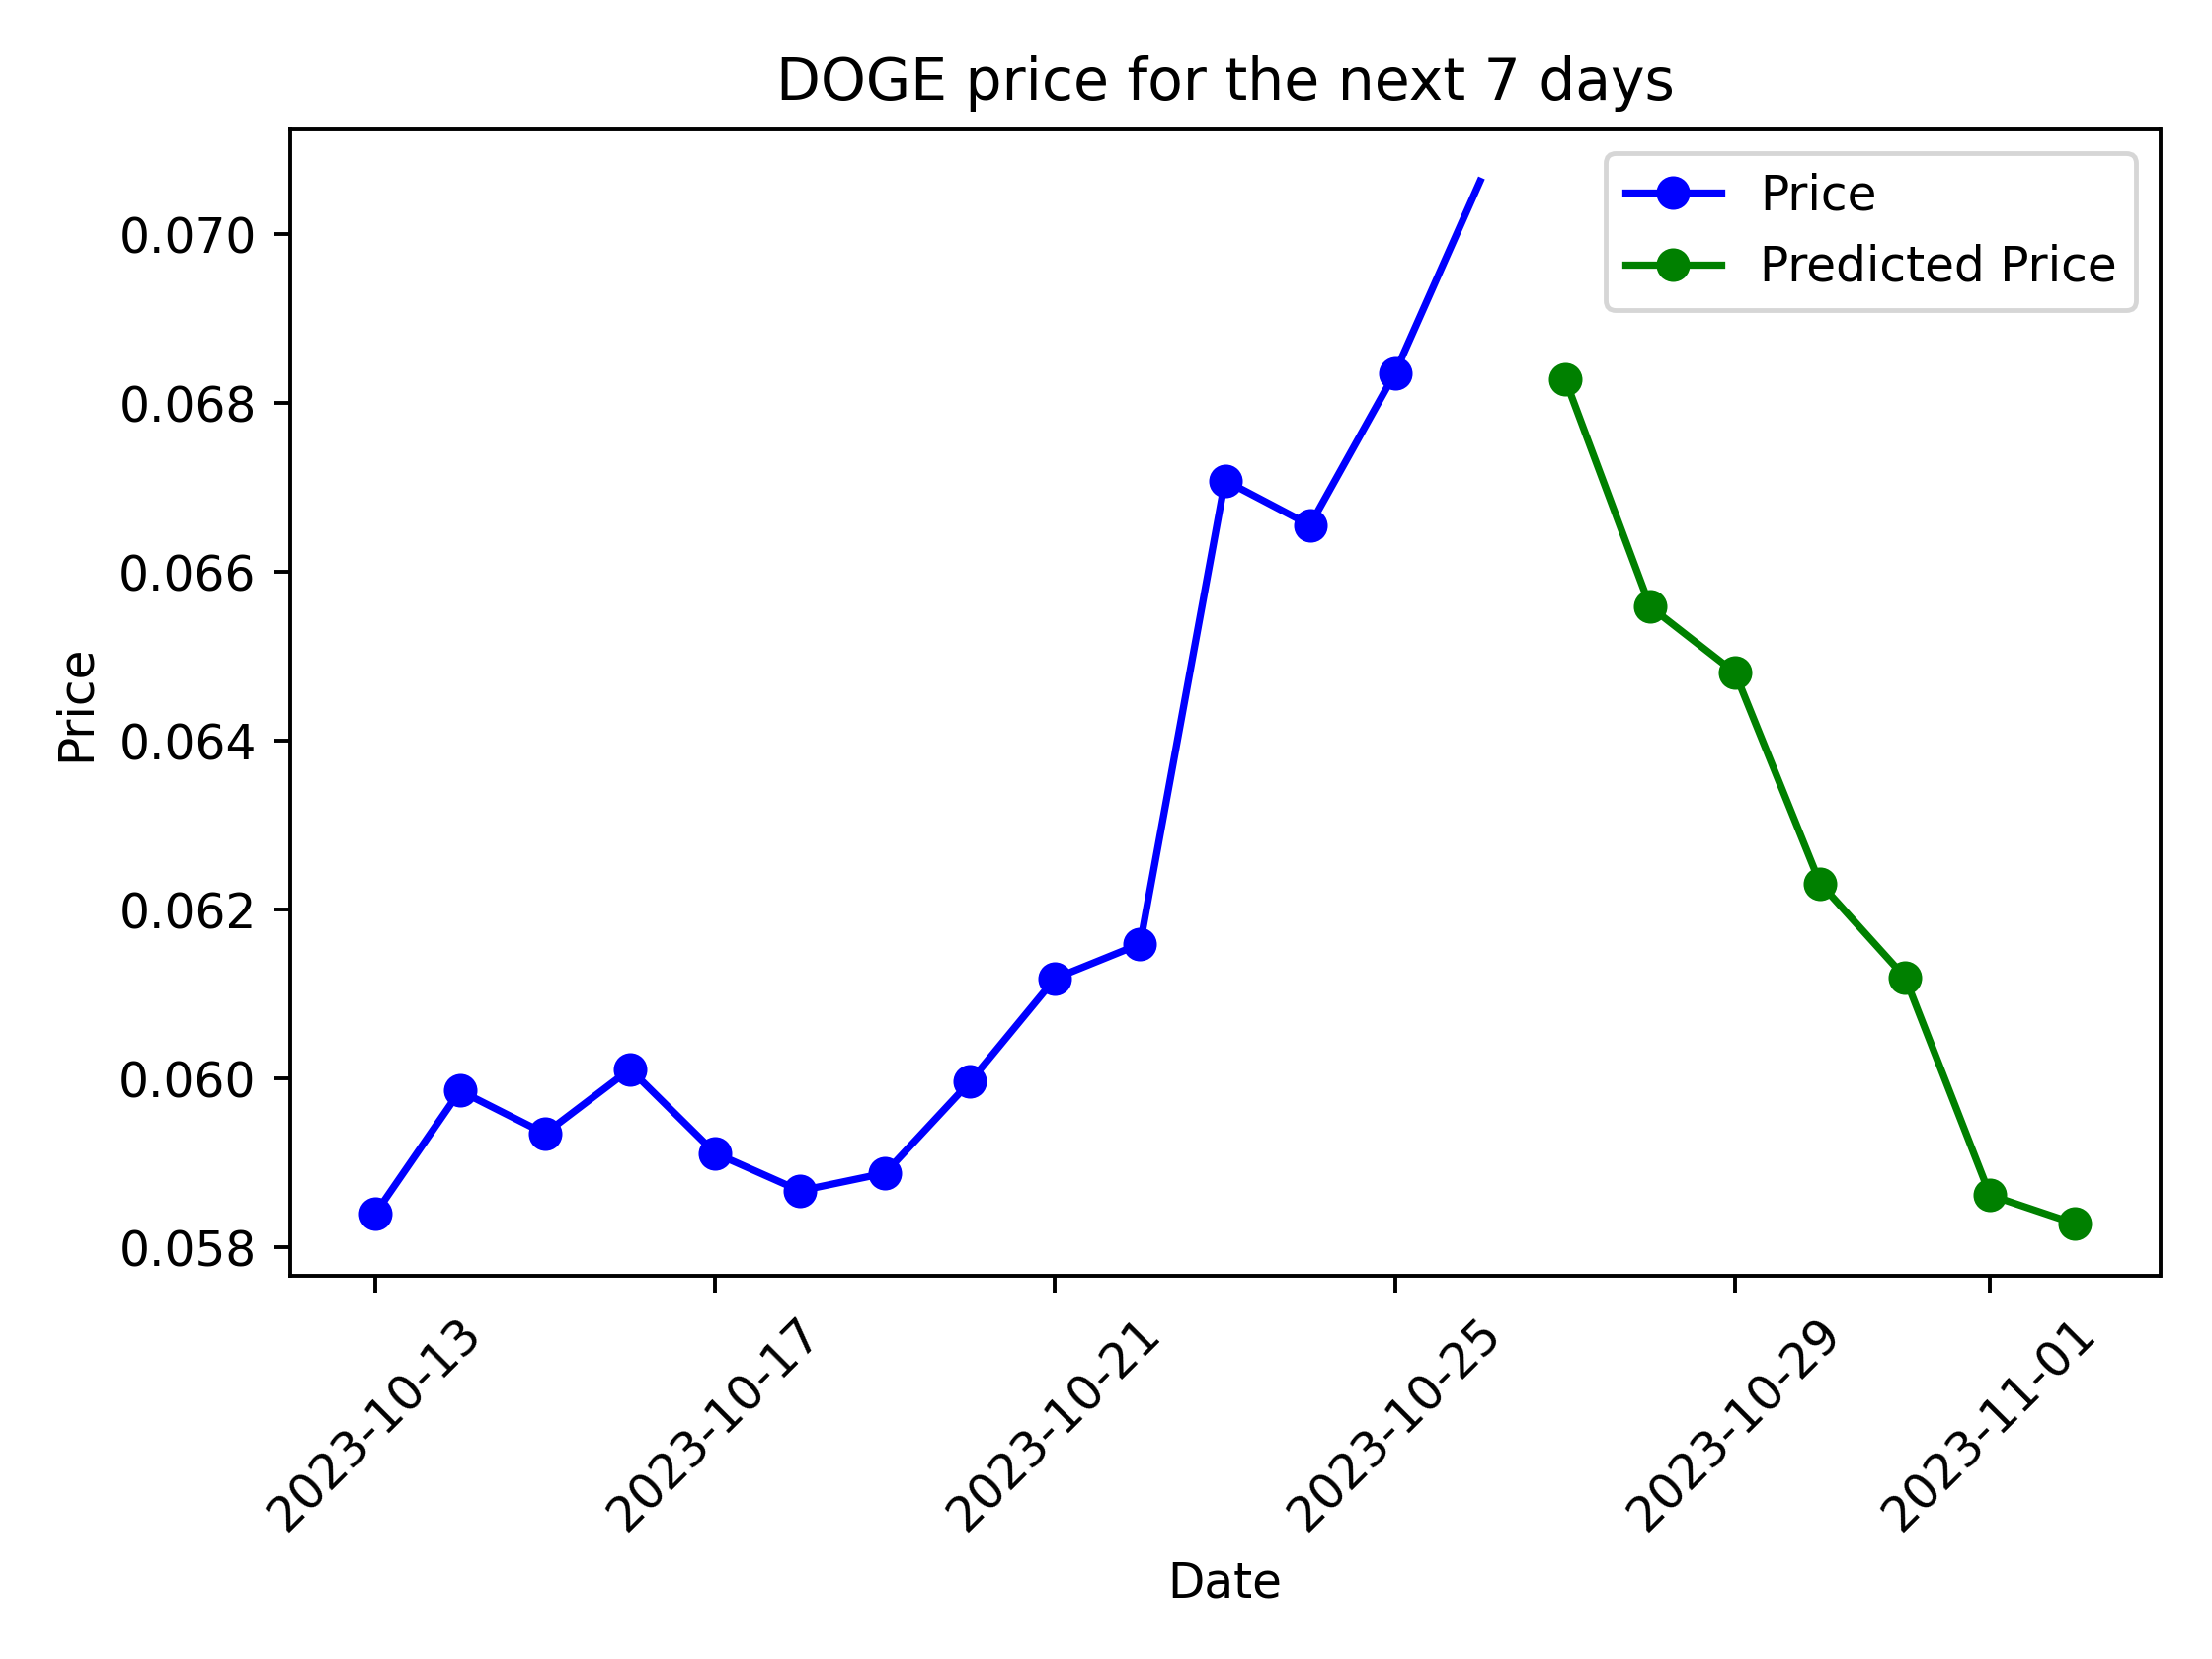 DOGE price for the next 7 days
Price
Predicted Price
0.070
0.068
0.066
0.064
0.062
0.060
0.058
Price
2023-10-13
2023-10-17
2023-10-21
2023-10-25
2023-10-29
2023-11-01
Date